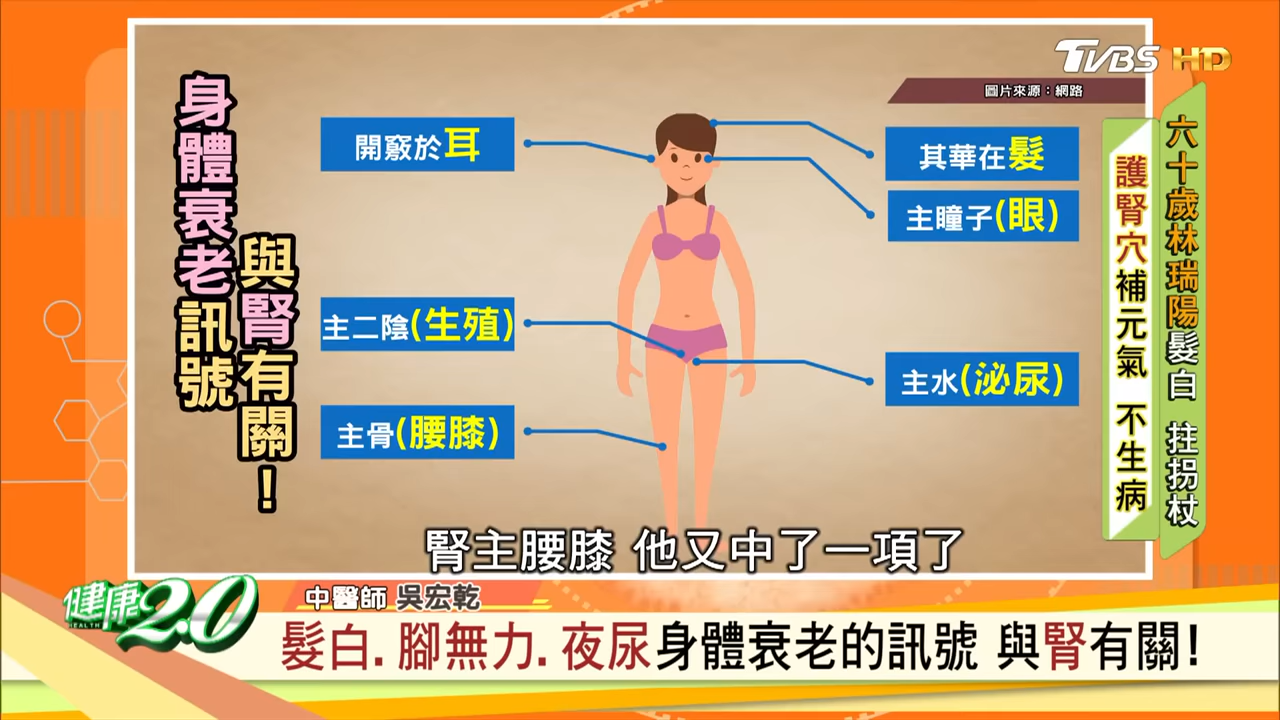 TVBS HD
圖片來源：網路
身體衰老訊號
與腎有關！
開竅於耳
其華在髮
主瞳子(眼)
主二陰(生殖)
主水(泌尿)
主骨(腰膝)
六十歲林瑞陽髮白 拄拐杖
護腎穴補元氣 不生病
腎主腰膝 他又中了一項了
健康2.0
HEALTH
中醫師 吳宏乾
髮白.腳無力.夜尿身體衰老的訊號 與腎有關!